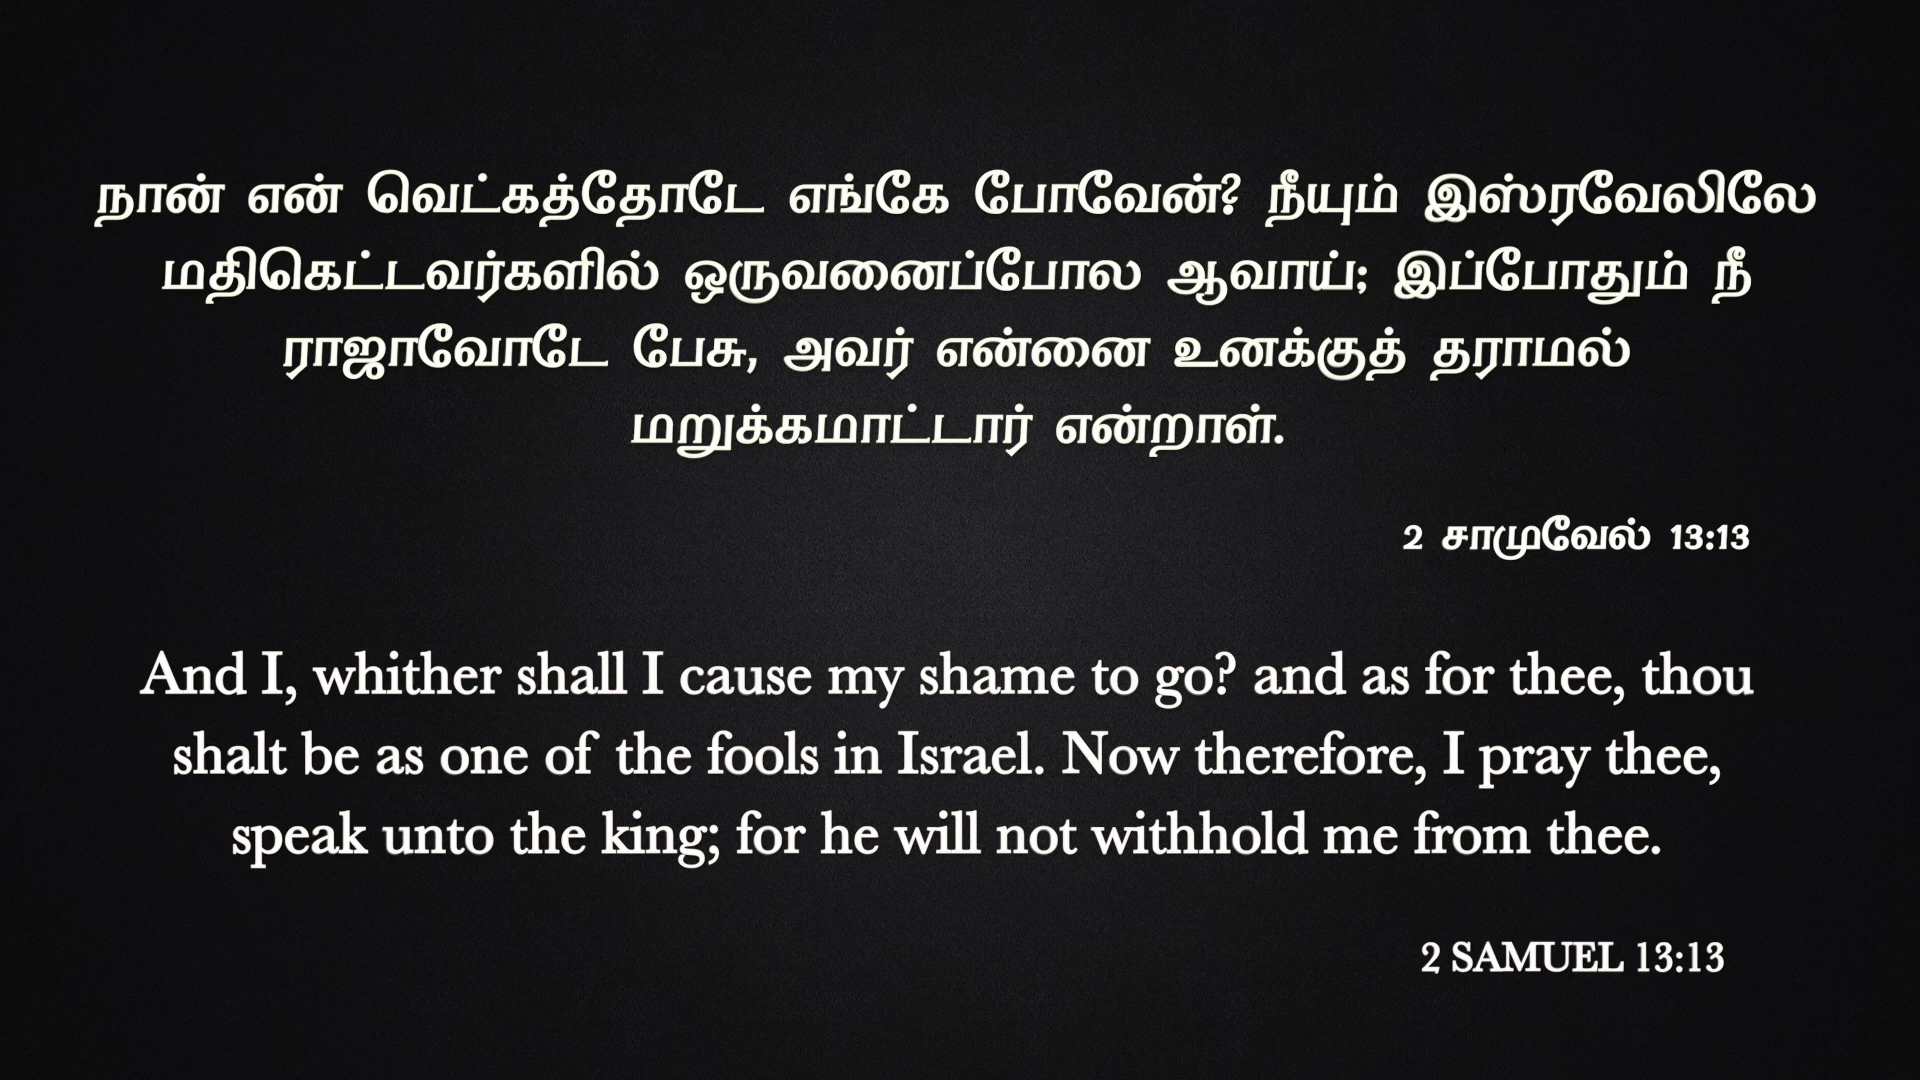 நான் என் வெட்கத்தோடே எங்கே போவேன்? நீயும் இஸ்ரவேலிலே
மதிகெட்டவர்களில் ஒருவனைப்போல ஆவாய்; இப்போதும் நீ
ராஜாவோடே பேசு, அவர் என்னை உனக்குத் தராமல்
மறுக்கமாட்டார் என்றாள்.
2 சாமுவேல் 13:13
And I, whither shall I cause my shame to go? and as for thee, thou
shalt be as one of the fools in Israel. Now therefore, I pray thee,
speak unto the king; for he will not withhold me from thee.
2 SAMUEL 13:13